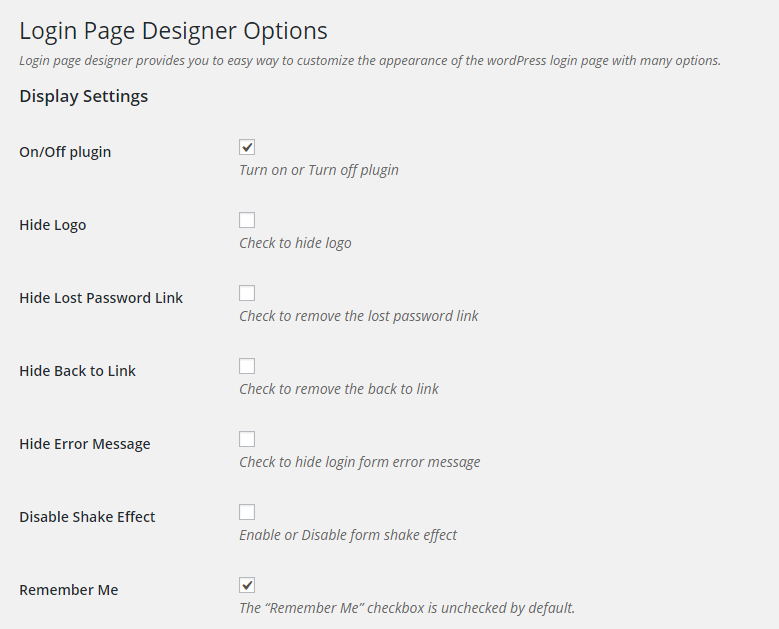 Login Page Designer Options
Login page designer provides you to easy way to customize the appearance of the wordPress login page with many options.
Display Settings
On/Off plugin
Turn on or Turn off plugin
Hide Logo
Check to hide logo
Hide Lost Password Link
Check to remove the lost password link
Hide Back to Link
Check to remove the back to link
Hide Error Message
Check to hide login form error message
Disable Shake Effect
Enable or Disable form shake effect
Remember Me
The “Remember Me” checkbox is unchecked by default.